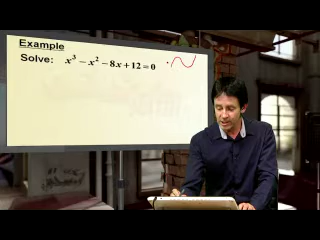 Example
Solve: x³ − x² − 8x + 12 = 0